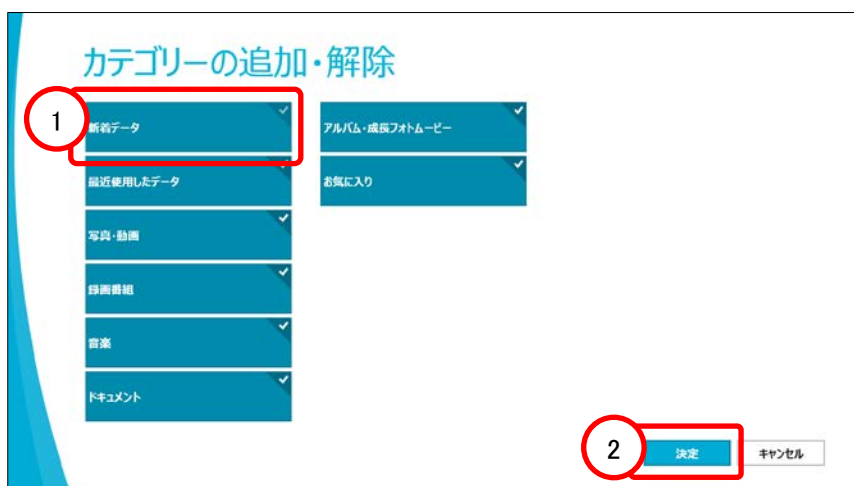 カテゴリーの追加・解除
1
新着データ
アルバム・成長フォトムービー
最近使用したデータ
お気に入り
写真・動画
録画番組
音楽
ドキュメント
2
決定
キャンセル